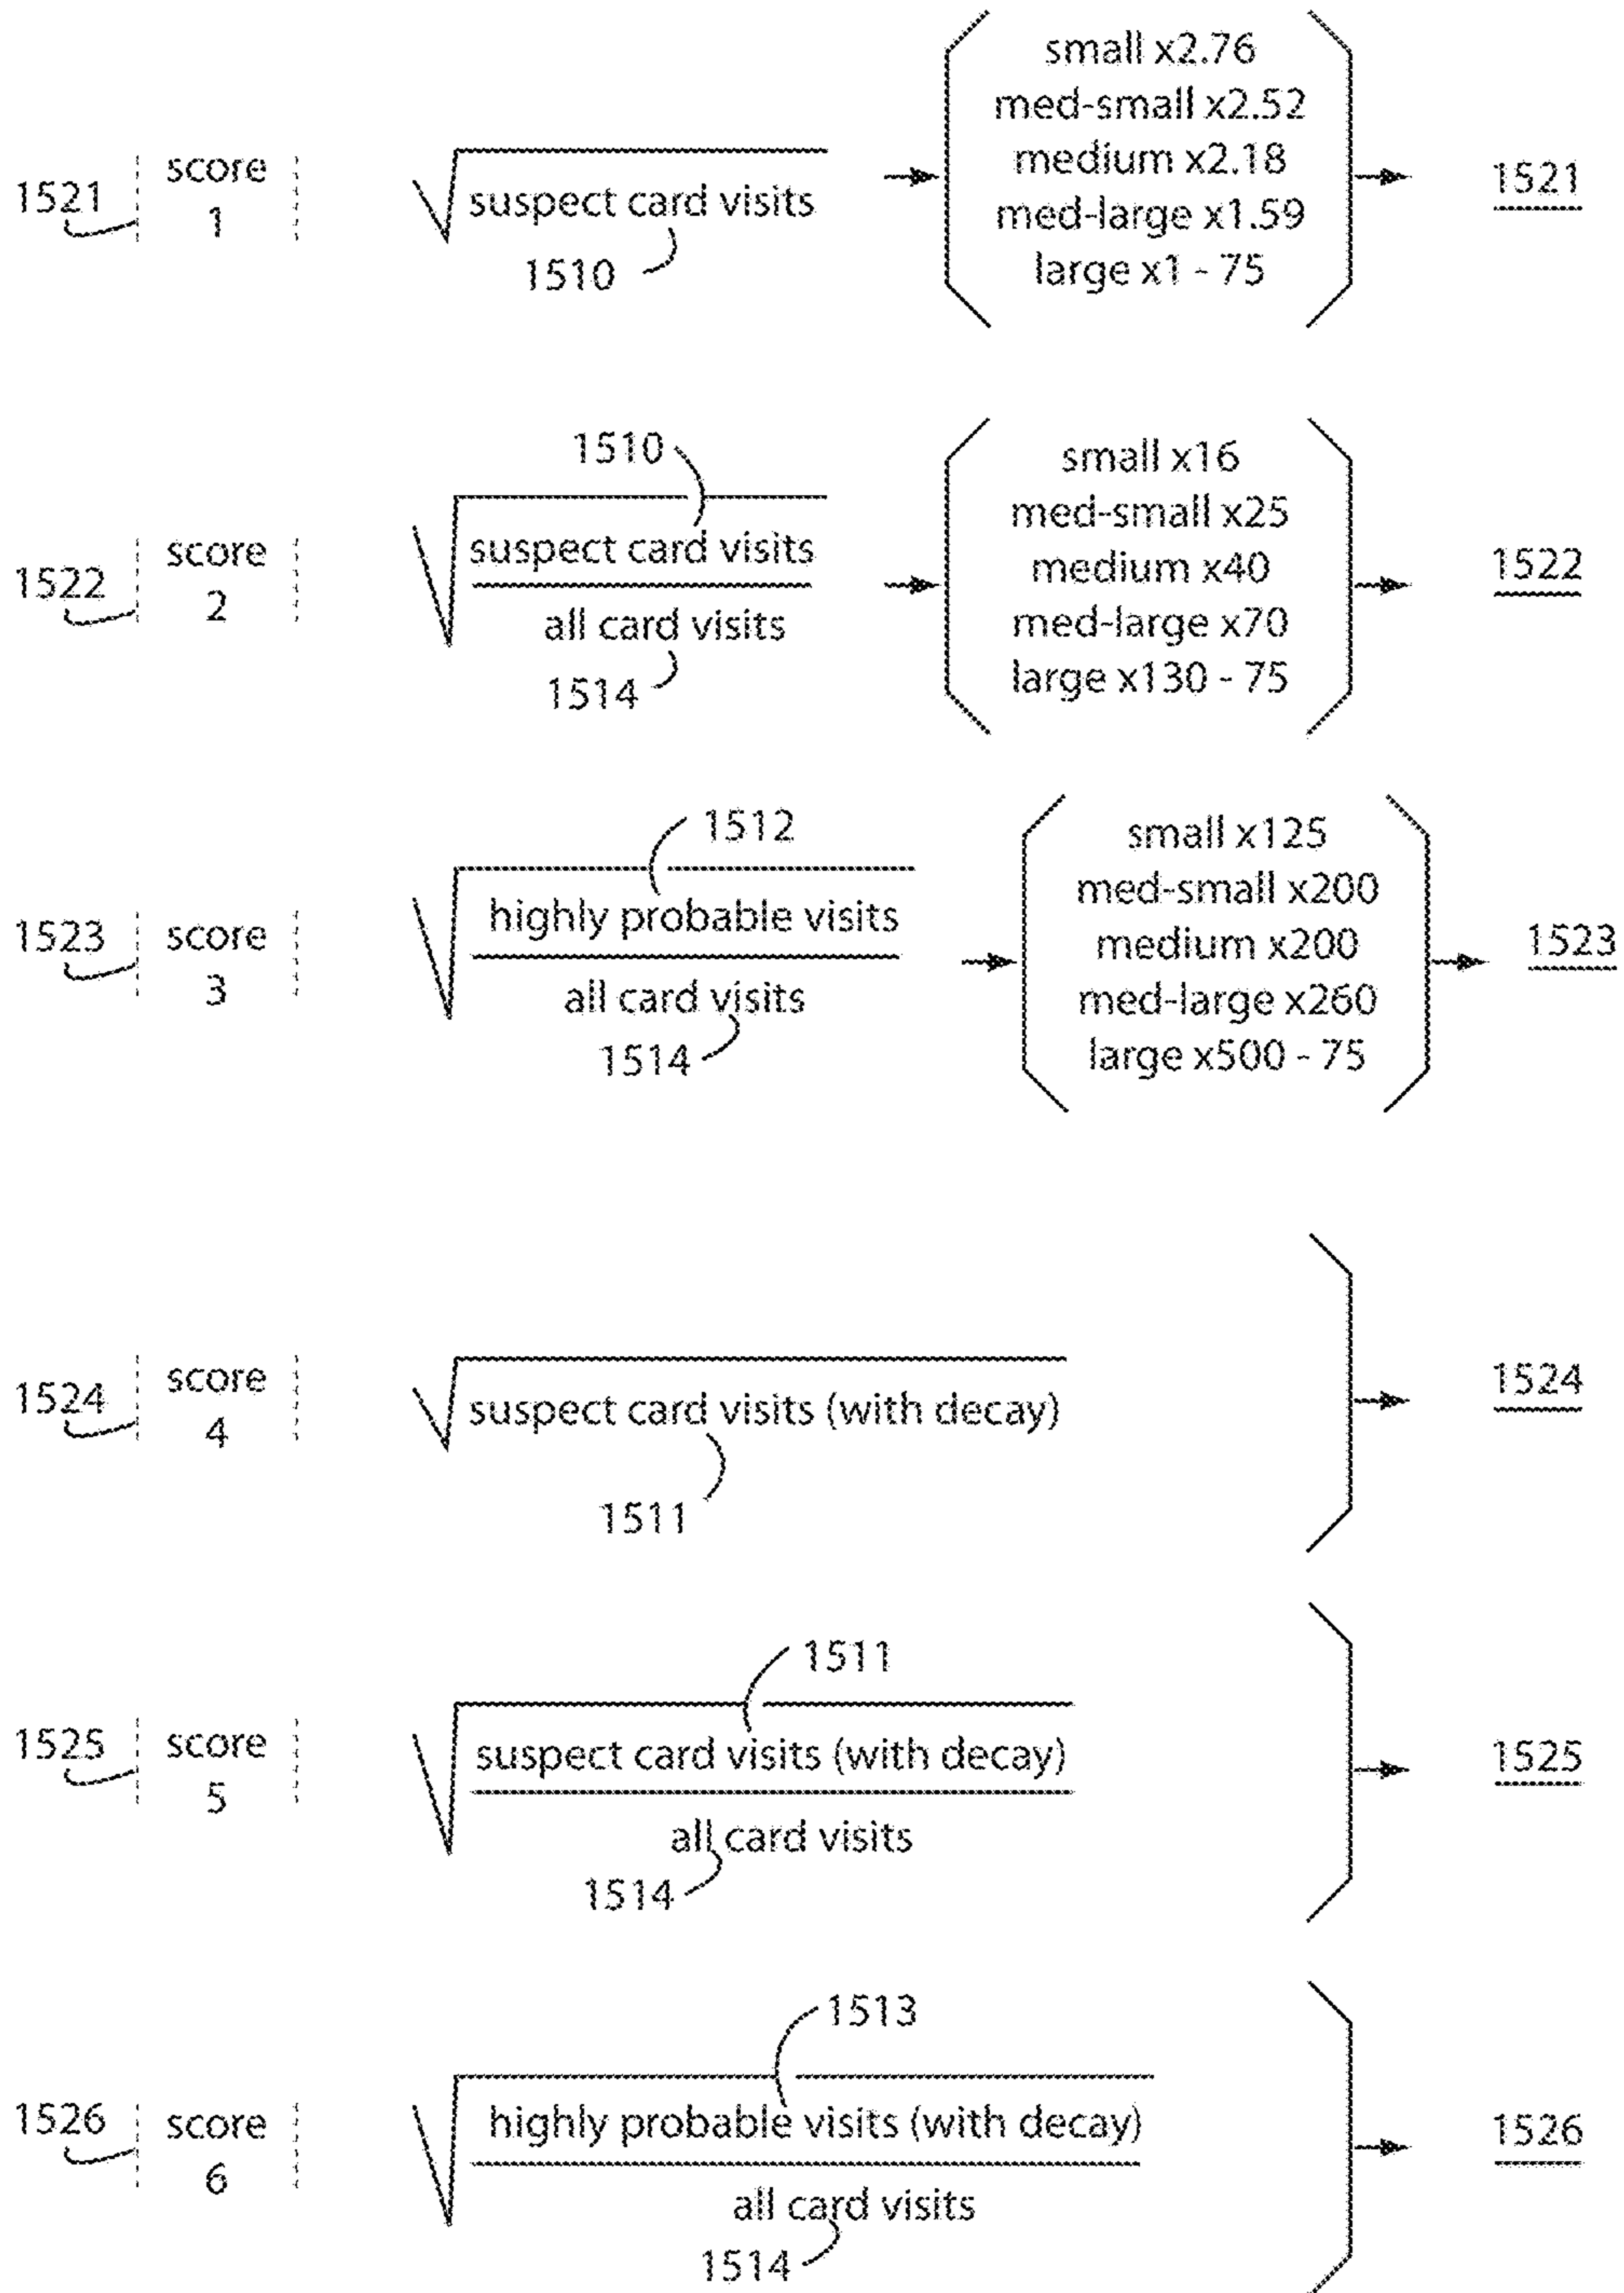 1521
score
1
suspect card visits
1510
small x2.76
med-small x2.52
medium x2.18
med-large x1.59
large x1 - 75
1521
1522
score
2
1510
suspect card visits
all card visits
1514
small x16
med-small x25
medium x40
med-large x70
large x130 - 75
1522
1523
score
3
1512
highly probable visits
all card visits
1514
small x125
med-small x200
medium x200
med-large x260
large x500 - 75
1523
1524
score
4
suspect card visits (with decay)
1511
1524
1525
score
5
1511
suspect card visits (with decay)
all card visits
1514
1525
1526
score
6
1513
highly probable visits (with decay)
all card visits
1514
1526